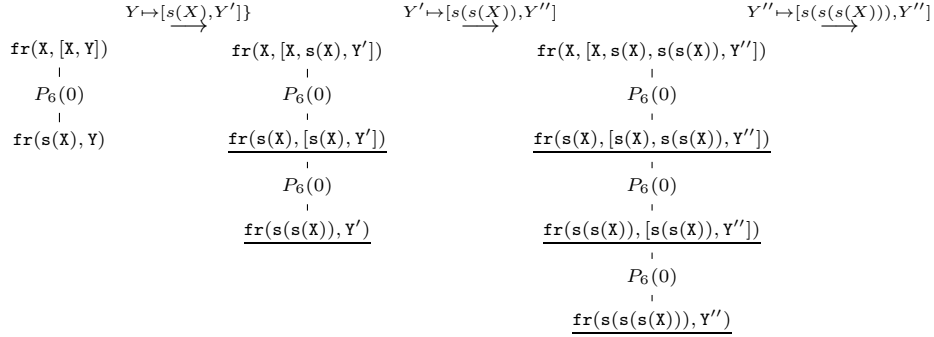 Y↦[s(X),Y′]}
Y′↦[s(s(X)),Y′′]
Y′′↦[s(s(s(X))),Y′′]
→
→
→
fr(X, [X, Y])
fr(X, [X, s(X), Y′])
fr(X, [X, s(X), s(s(X)), Y′′])
P₆(0)
P₆(0)
P₆(0)
fr(s(X), Y)
fr(s(X), [s(X), Y′])
fr(s(X), [s(X), s(s(X)), Y′′])
P₆(0)
P₆(0)
fr(s(s(X)), Y′)
fr(s(s(X)), [s(s(X)), Y′′])
P₆(0)
fr(s(s(s(X))), Y′′)